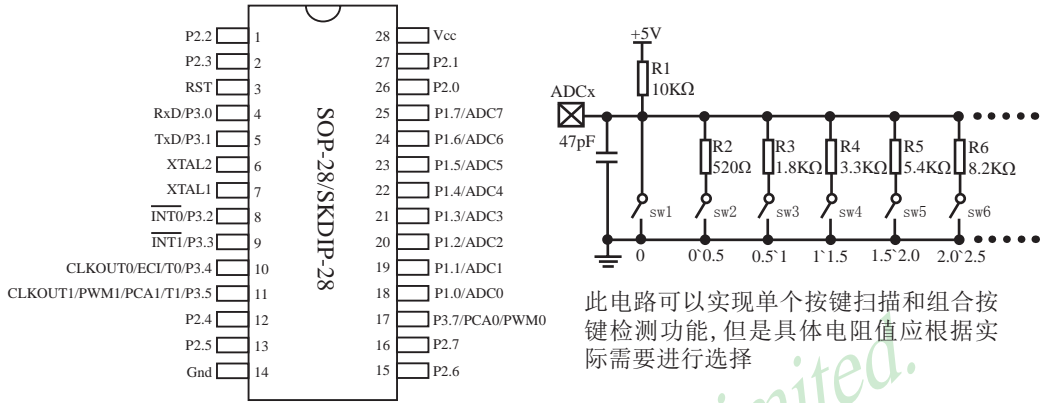 P2.2 1
P2.3 2
RST 3
RxD/P3.0 4
TxD/P3.1 5
XTAL2 6
XTAL1 7
INT0/P3.2 8
INT1/P3.3 9
CLKOUT0/ECI/T0/P3.4 10
CLKOUT1/PWM1/PCA1/T1/P3.5 11
P2.4 12
P2.5 13
Gnd 14
SOP-28/SKDIP-28
28 Vcc
27 P2.1
26 P2.0
25 P1.7/ADC7
24 P1.6/ADC6
23 P1.5/ADC5
22 P1.4/ADC4
21 P1.3/ADC3
20 P1.2/ADC2
19 P1.1/ADC1
18 P1.0/ADC0
17 P3.7/PCA0/PWM0
16 P2.7
15 P2.6
+5V
R1
10KΩ
ADCx
47pF
R2
520Ω
R3
1.8KΩ
R4
3.3KΩ
R5
5.4KΩ
R6
8.2KΩ
sw1 sw2 sw3 sw4 sw5 sw6
0 0`0.5 0.5`1 1`1.5 1.5`2.0 2.0`2.5
此电路可以实现单个按键扫描和组合按
键检测功能,但是具体电阻值应根据实
际需要进行选择
mited.